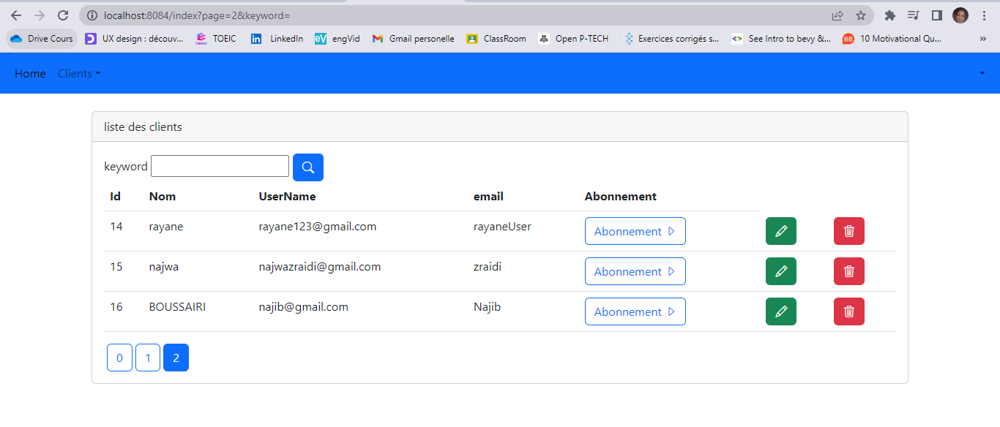 localhost:8084/index?page=2&keyword=
Drive Cours UX design : découv... TOEIC LinkedIn engVid Gmail personelle ClassRoom Open P-TECH Exercices corrigés s... See Intro to bevy &... 10 Motivational Qu... »
Home Clients
liste des clients
keyword
Id Nom UserName email Abonnement
14 rayane rayane123@gmail.com rayaneUser Abonnement
15 najwa najwazraidi@gmail.com zraidi Abonnement
16 BOUSSAIRI najib@gmail.com Najib Abonnement
0 1 2